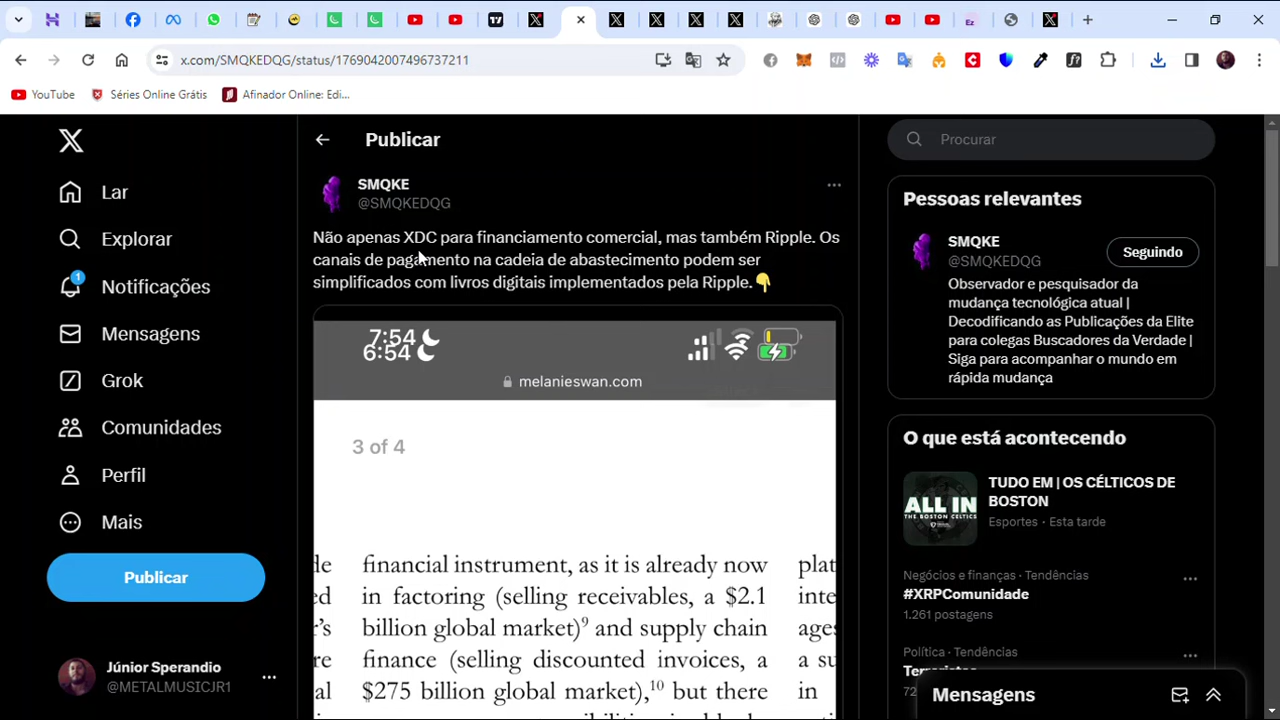 x.com/SMQKEDQG/status/1769042007496737211
YouTube
Séries Online Grátis
Afinador Online: Edi...
Lar
Explorar
1
Notificações
Mensagens
Grok
Comunidades
Perfil
Mais
Publicar
Júnior Sperandio
@METALMUSICJR1
Publicar
SMQKE
@SMQKEDQG
Não apenas XDC para financiamento comercial, mas também Ripple. Os
canais de pagamento na cadeia de abastecimento podem ser
simplificados com livros digitais implementados pela Ripple.👇
7:54
6:54
melanieswan.com
3 of 4
financial instrument, as it is already now
in factoring (selling receivables, a $2.1
billion global market)⁹ and supply chain
finance (selling discounted invoices, a
$275 billion global market),¹⁰ but there
Procurar
Pessoas relevantes
SMQKE
@SMQKEDQG
Seguindo
Observador e pesquisador da
mudança tecnológica atual |
Decodificando as Publicações da Elite
para colegas Buscadores da Verdade |
Siga para acompanhar o mundo em
rápida mudança
O que está acontecendo
ALL IN
THE BOSTON CELTICS
TUDO EM | OS CÉLTICOS DE
BOSTON
Esportes · Esta tarde
Negócios e finanças · Tendências
#XRPComunidade
1.261 postagens
Política · Tendências
Mensagens